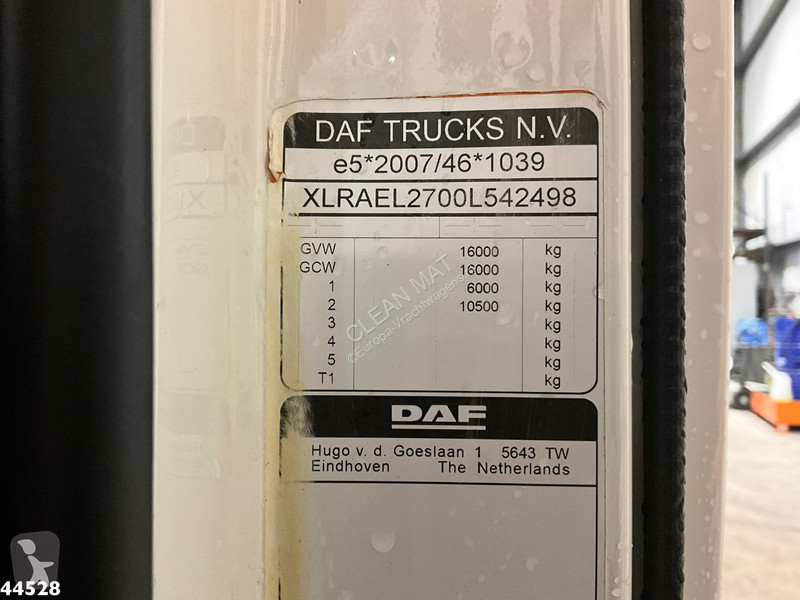 DAF TRUCKS N.V.
e5*2007/46*1039
XLRAEL2700L542498
GVW 16000 kg
GCW 16000 kg
1 6000 kg
2 10500 kg
3 kg
4 kg
5 kg
T1 kg
CLEAN MAT
©Europa-Vrachtwagens
DAF
Hugo v. d. Goeslaan 1 5643 TW
Eindhoven The Netherlands
44528